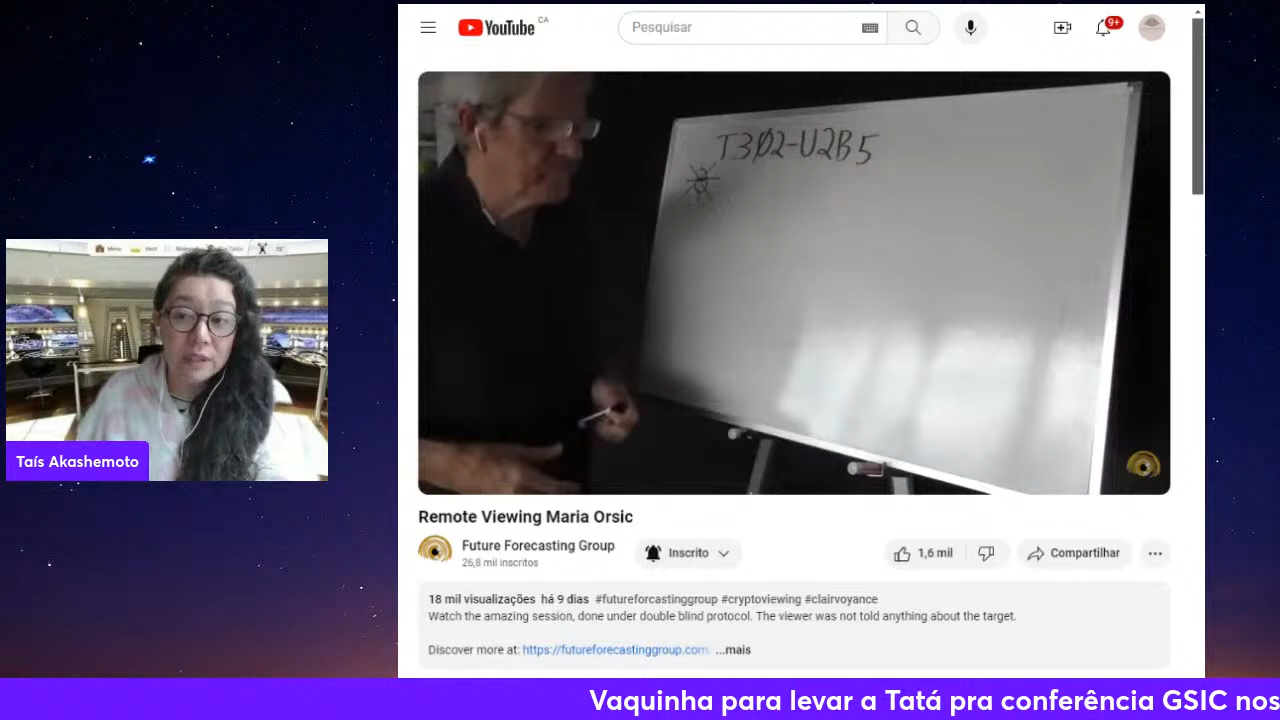 YouTube CA
Pesquisar
9+
T3Ø2-U2B5
Taís Akashemoto
Remote Viewing Maria Orsic
Future Forecasting Group
26,8 mil inscritos
Inscrito
1,6 mil
Compartilhar
18 mil visualizações há 9 dias #futureforcastinggroup #cryptoviewing #clairvoyance
Watch the amazing session, done under double blind protocol. The viewer was not told anything about the target.
Discover more at: https://futureforecastinggroup.com ...mais
Vaquinha para levar a Tatá pra conferência GSIC nos